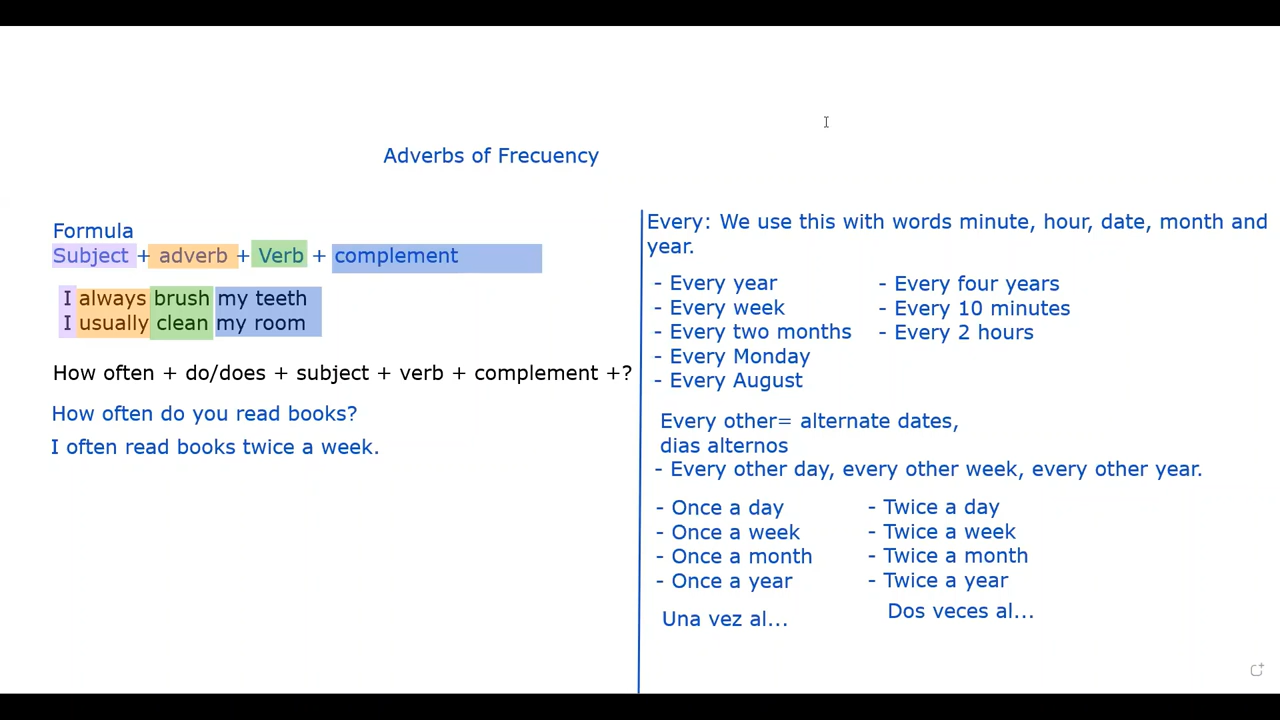 Adverbs of Frecuency
Formula
Subject + adverb + Verb + complement
I always brush my teeth
I usually clean my room
How often + do/does + subject + verb + complement +?
How often do you read books?
I often read books twice a week.
Every: We use this with words minute, hour, date, month and
year.
- Every year
- Every week
- Every two months
- Every Monday
- Every August
- Every four years
- Every 10 minutes
- Every 2 hours
Every other= alternate dates,
dias alternos
- Every other day, every other week, every other year.
- Once a day
- Once a week
- Once a month
- Once a year
Una vez al...
- Twice a day
- Twice a week
- Twice a month
- Twice a year
Dos veces al...